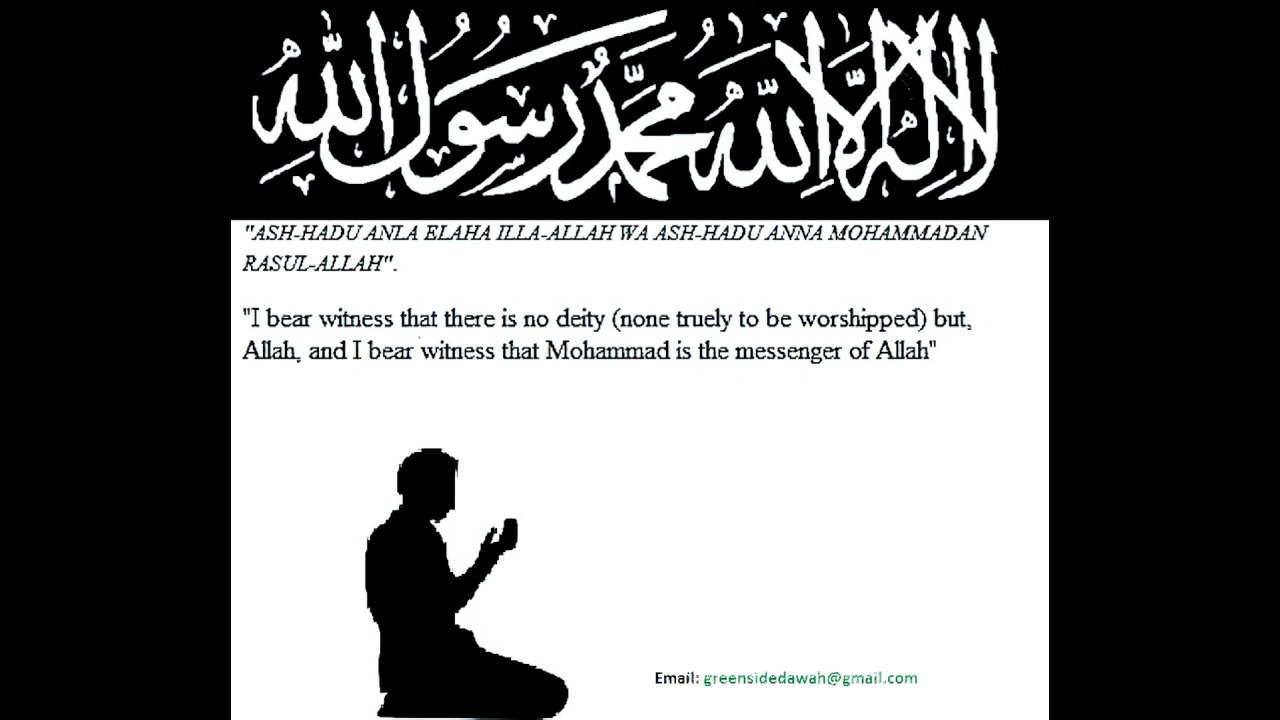 لا إله إلا الله محمد رسول الله
"ASH-HADU ANLA ELAHA ILLA-ALLAH WA ASH-HADU ANNA MOHAMMADAN
RASUL-ALLAH".
"I bear witness that there is no deity (none truely to be worshipped) but,
Allah, and I bear witness that Mohammad is the messenger of Allah"
Email: greensidedawah@gmail.com